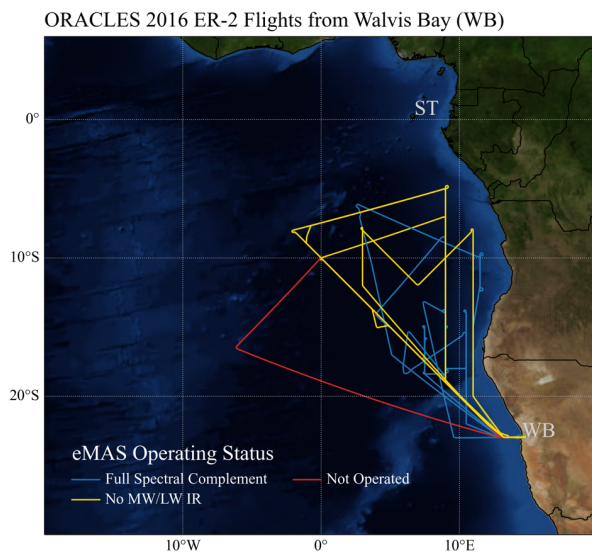 ORACLES 2016 ER-2 Flights from Walvis Bay (WB)
ST
0°
10°S
20°S
WB
eMAS Operating Status
Full Spectral Complement Not Operated
No MW/LW IR
10°W 0° 10°E